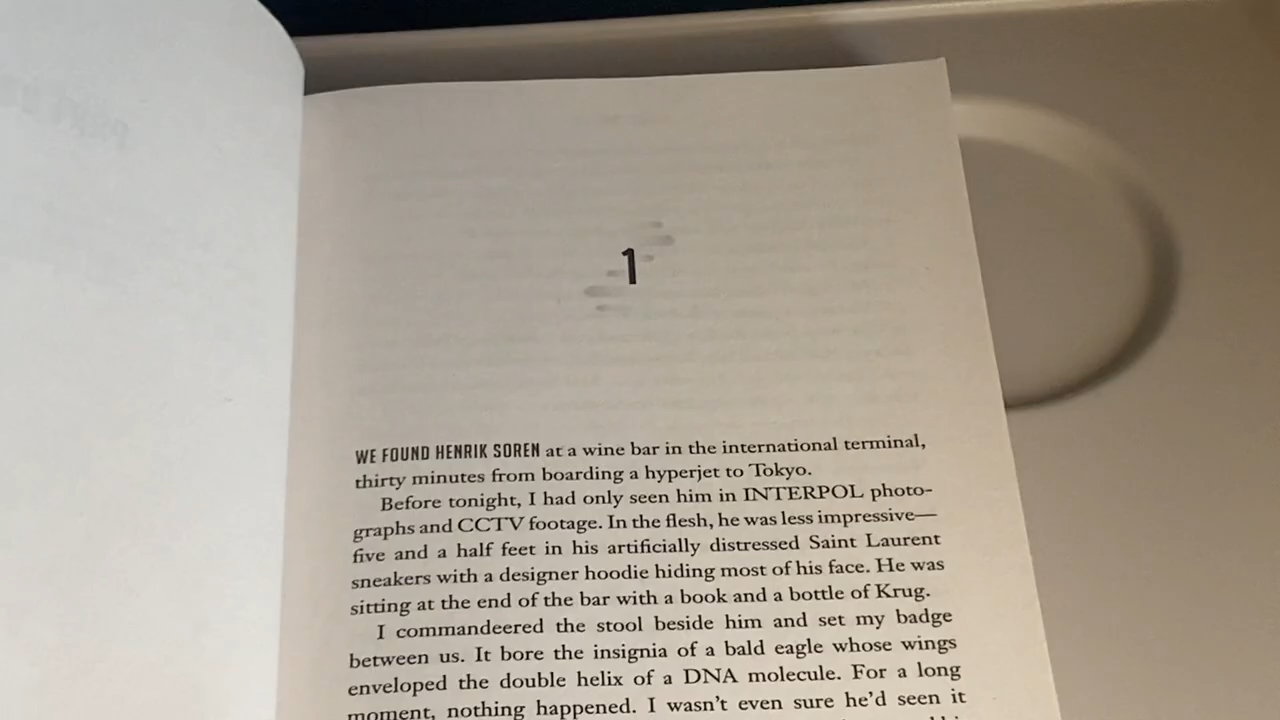 1
WE FOUND HENRIK SOREN at a wine bar in the international terminal,
thirty minutes from boarding a hyperjet to Tokyo.
Before tonight, I had only seen him in INTERPOL photo-
graphs and CCTV footage. In the flesh, he was less impressive—
five and a half feet in his artificially distressed Saint Laurent
sneakers with a designer hoodie hiding most of his face. He was
sitting at the end of the bar with a book and a bottle of Krug.
I commandeered the stool beside him and set my badge
between us. It bore the insignia of a bald eagle whose wings
enveloped the double helix of a DNA molecule. For a long
moment, nothing happened. I wasn't even sure he'd seen it